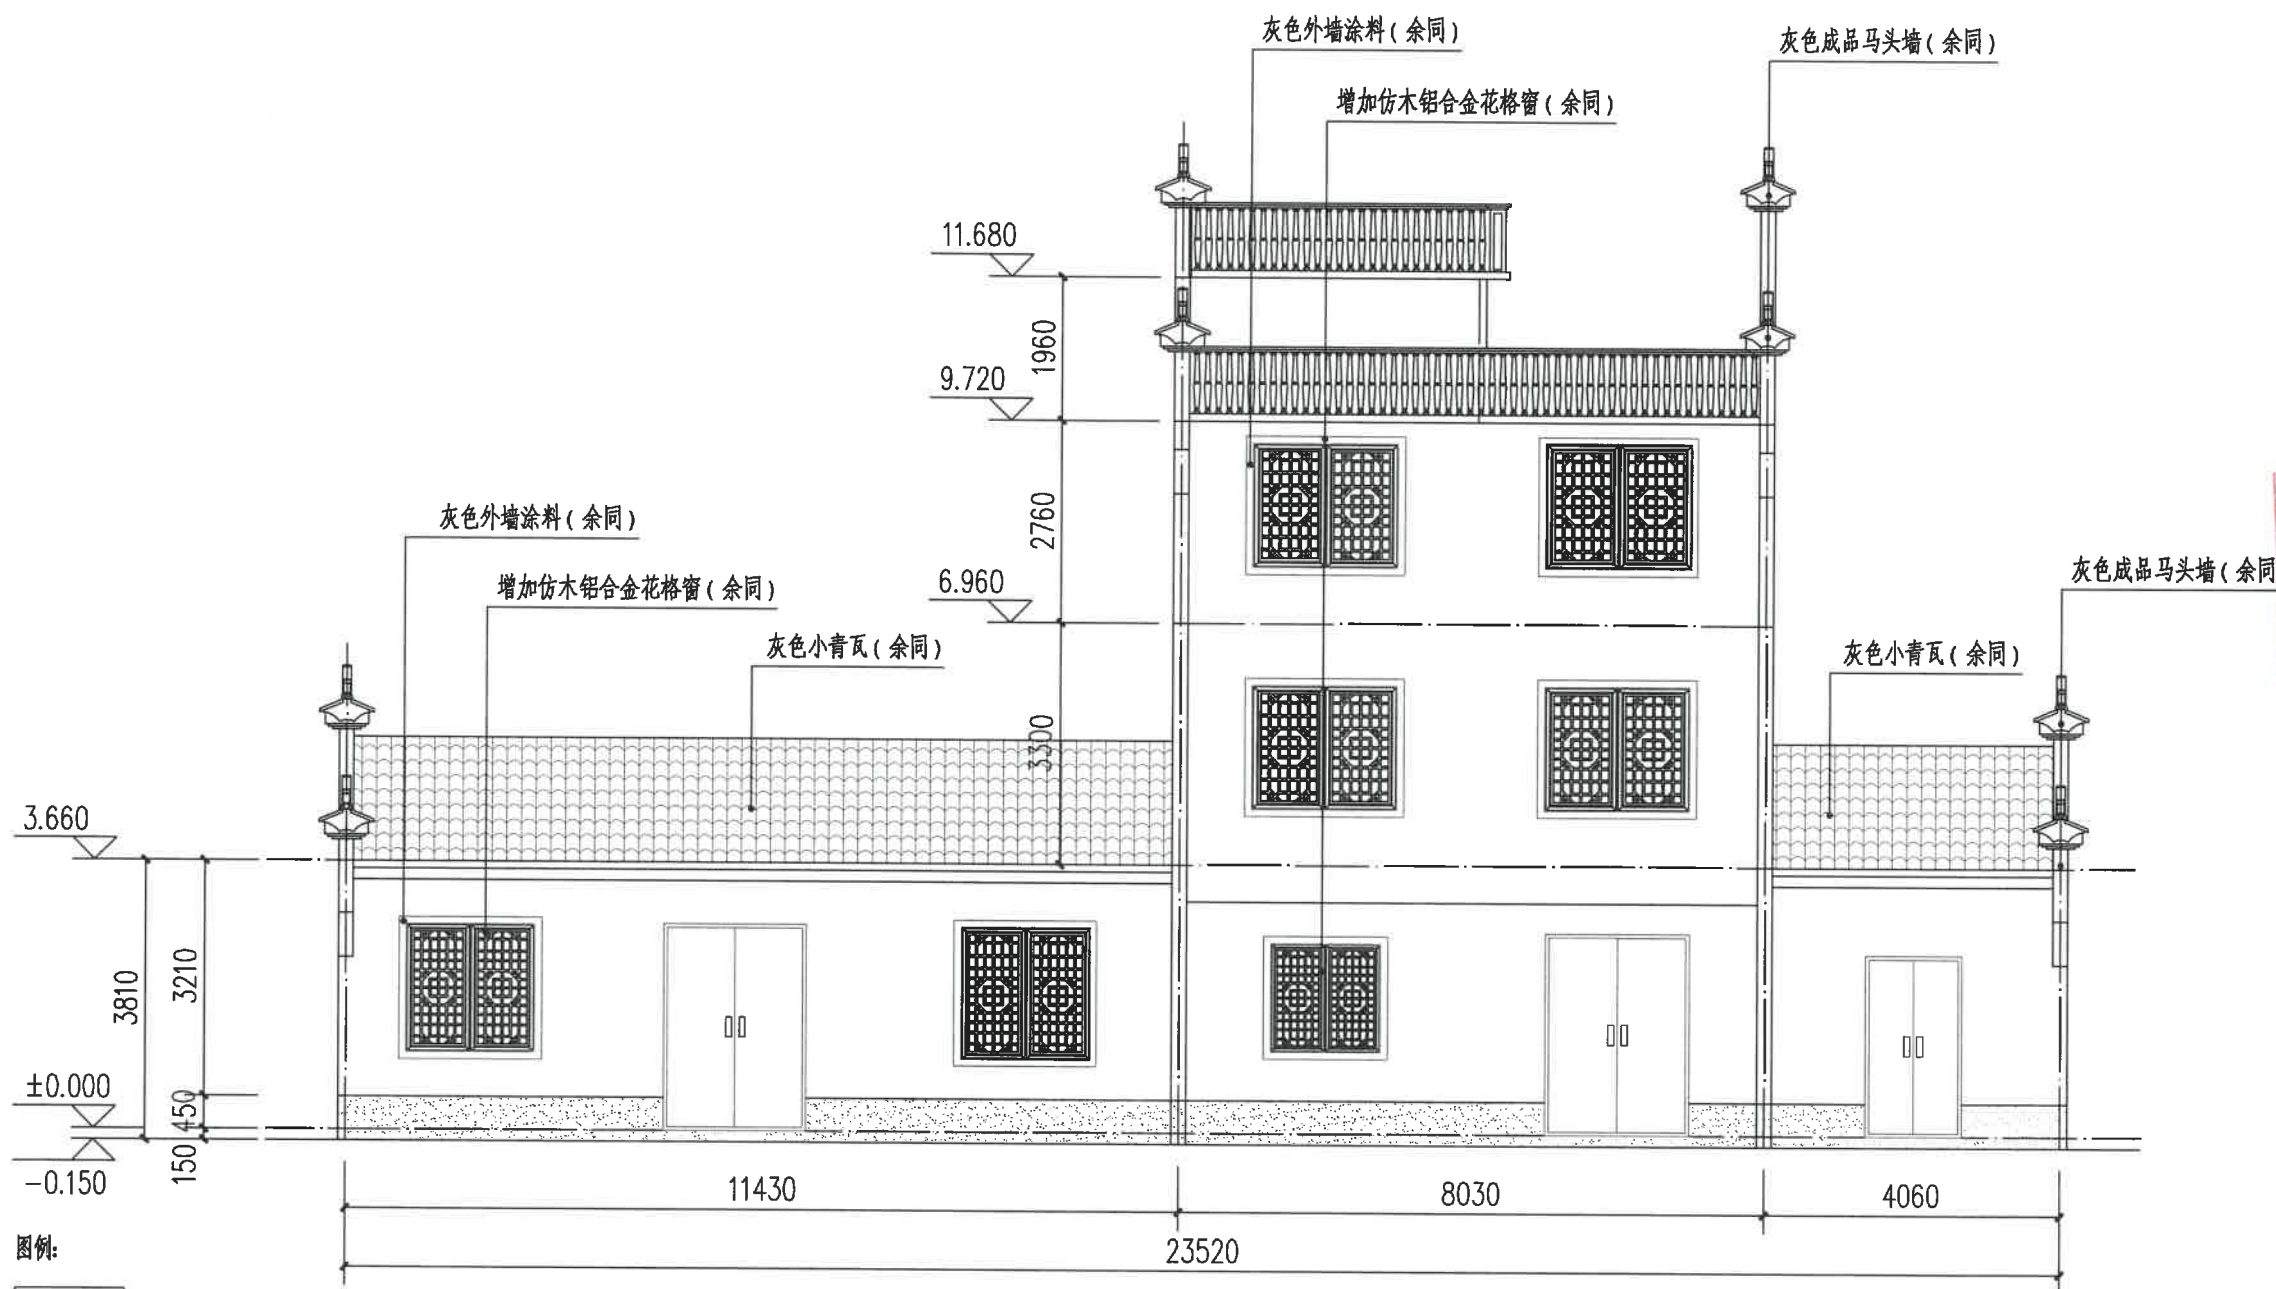 灰色外墙涂料(余同)
灰色成品马头墙(余同)
增加仿木铝合金花格窗(余同)
11.680
1960
9.720
2760
6.960
3300
灰色外墙涂料(余同)
增加仿木铝合金花格窗(余同)
灰色小青瓦(余同)
灰色成品马头墙(余同
灰色小青瓦(余同)
3.660
3810
3210
±0.000
450
150
-0.150
11430
8030
4060
23520
图例: